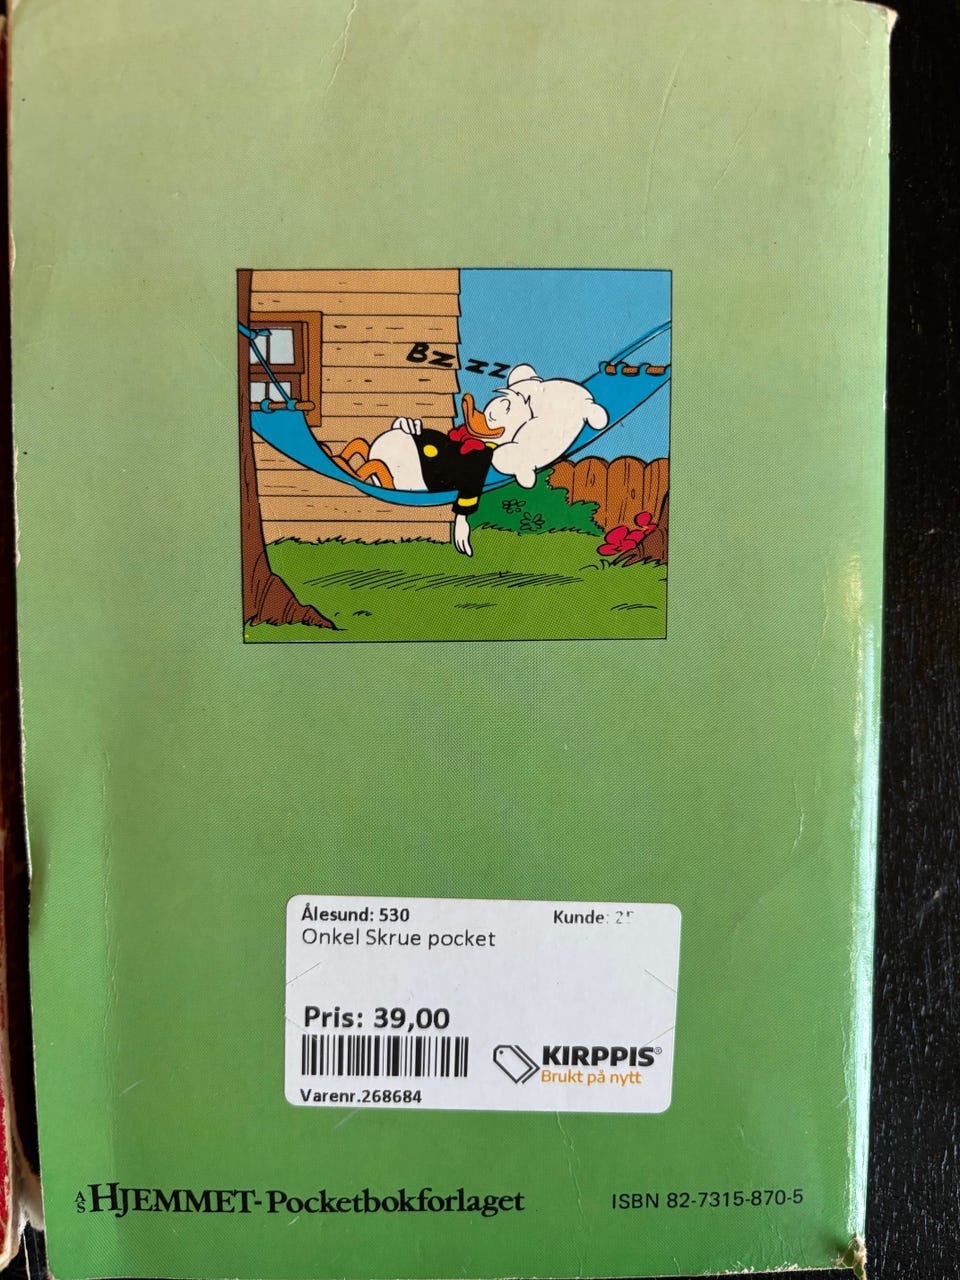 Bzzzz
Ålesund: 530 Kunde:
Onkel Skrue pocket
Pris: 39,00
KIRPPIS®
Brukt på nytt
Varenr.268684
A/S HJEMMET-Pocketbokforlaget ISBN 82-7315-870-5